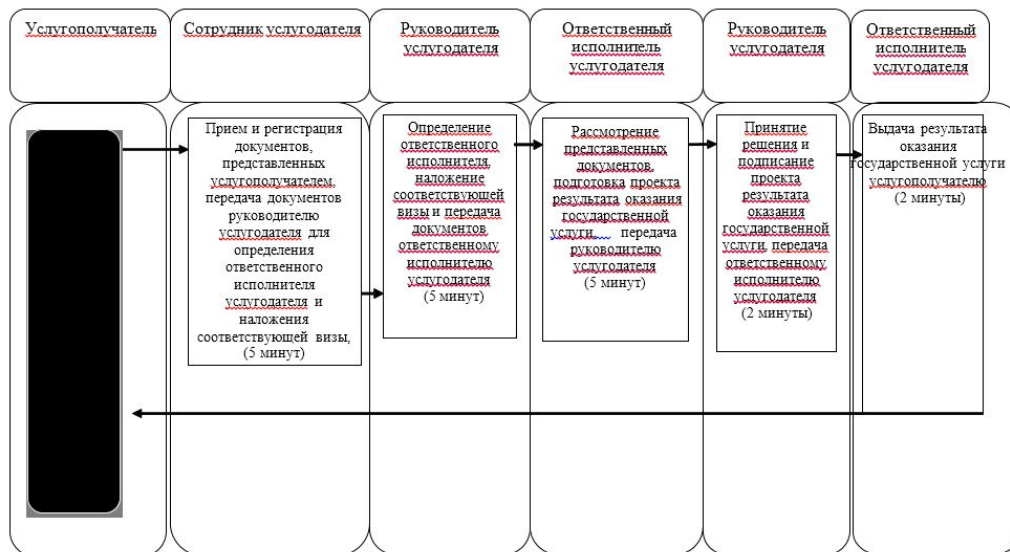 Услугополучатель
Сотрудник услугодателя
Руководитель
услугодателя
Ответственный
исполнитель
услугодателя
Руководитель
услугодателя
Ответственный
исполнитель
услугодателя
Прием и регистрация
документов,
представленных
услугополучателем,
передача документов
руководителю
услугодателя для
определения
ответственного
исполнителя
услугодателя и
наложения
соответствующей визы,
(5 минут)
Определение
ответственного
исполнителя,
наложение
соответствующей
визы и передача
документов
ответственному
исполнителю
услугодателя
(5 минут)
Рассмотрение
представленных
документов,
подготовка проекта
результата оказания
государственной
услуги, передача
руководителю
услугодателя
(5 минут)
Принятие
решения и
подписание
проекта
результата
оказания
государственной
услуги, передача
ответственному
исполнителю
услугодателя
(2 минуты)
Выдача результата
оказания
государственной услуги
услугополучателю
(2 минуты)